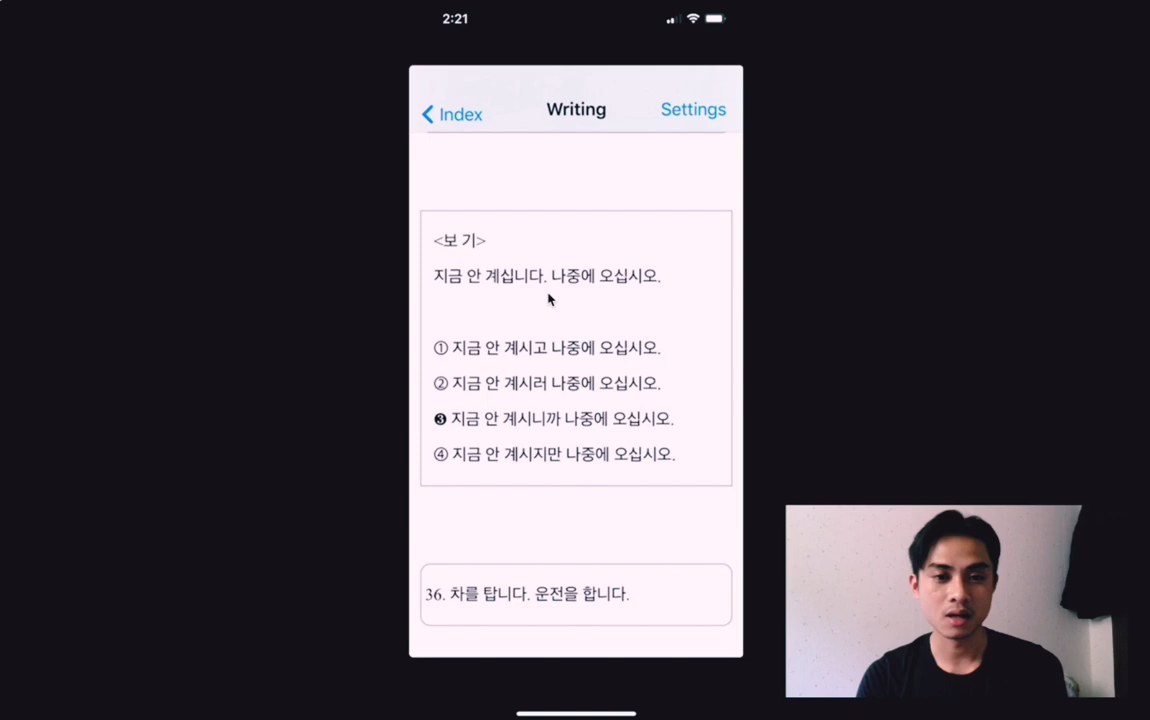 2:21
Index
Writing
Settings
<보 기>
지금 안 계십니다. 나중에 오십시오.
① 지금 안 계시고 나중에 오십시오.
② 지금 안 계시러 나중에 오십시오.
❸ 지금 안 계시니까 나중에 오십시오.
④ 지금 안 계시지만 나중에 오십시오.
36. 차를 탑니다. 운전을 합니다.